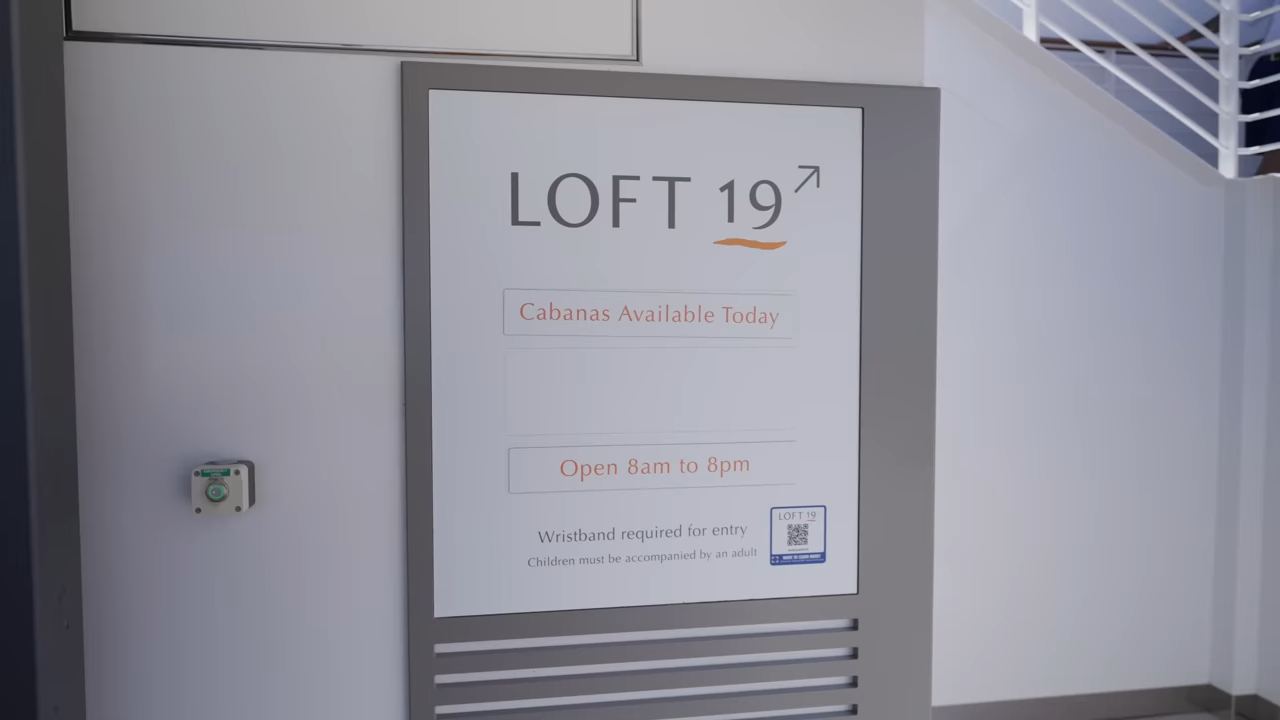 LOFT 19
Cabanas Available Today
Open 8am to 8pm
Wristband required for entry
Children must be accompanied by an adult
LOFT 19